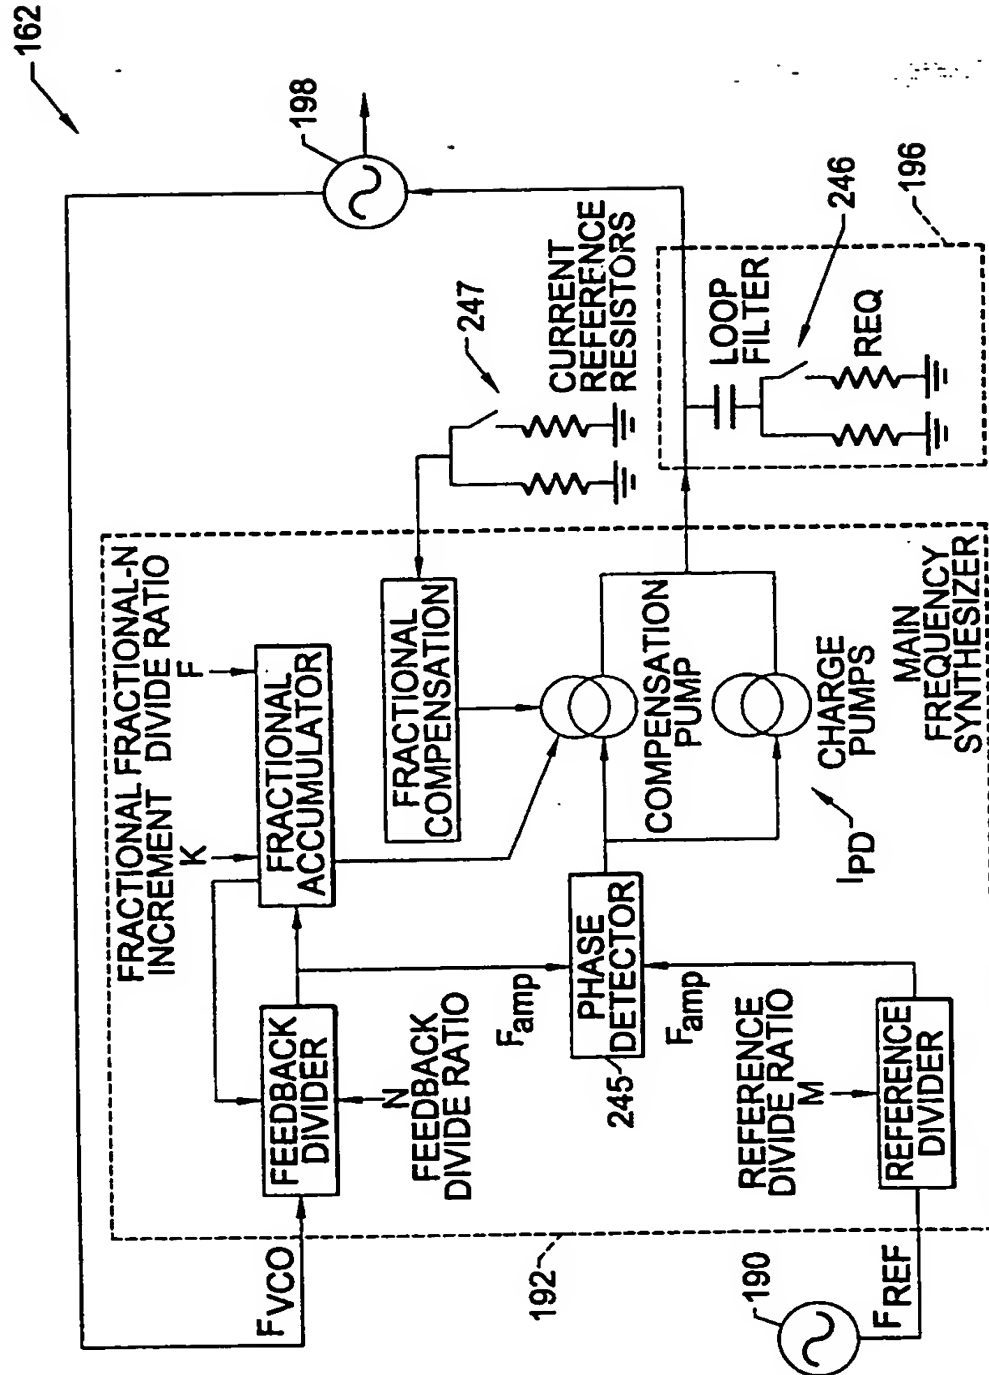 162
198
FRACTIONAL FRACTIONAL-N
INCREMENT DIVIDE RATIO
K
F
FRACTIONAL
ACCUMULATOR
FEEDBACK
DIVIDER
N
FEEDBACK
DIVIDE RATIO
FVCO
FRACTIONAL
COMPENSATION
247
CURRENT
REFERENCE
RESISTORS
Famp
PHASE
DETECTOR
245
Famp
COMPENSATION
PUMP
CHARGE
PUMPS
IPD
LOOP
FILTER
REQ
246
196
REFERENCE
DIVIDE RATIO
M
REFERENCE
DIVIDER
MAIN
FREQUENCY
SYNTHESIZER
192
190
FREF